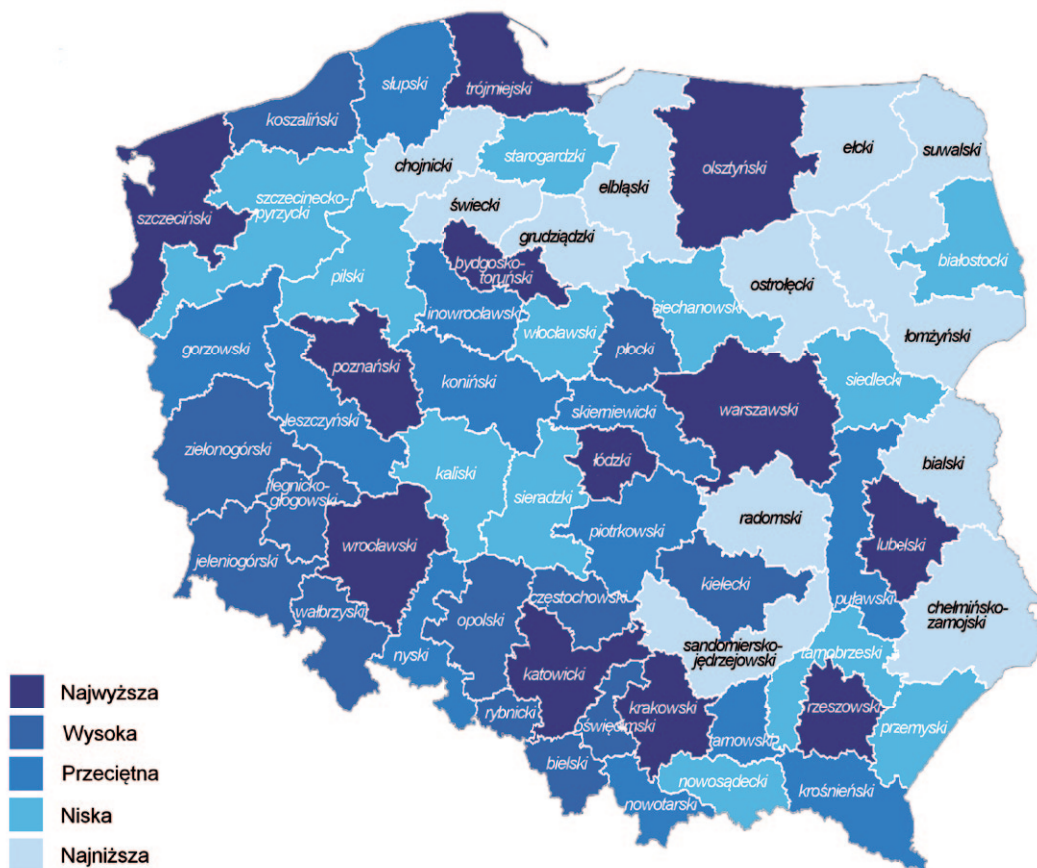 słupski
trójmiejski
koszaliński
chojnicki
starogardzki
elbląski
olsztyński
ełcki
suwalski
szczeciński
szczecinecko-
pyrzycki
świecki
grudziądzki
bydgosko-
toruński
białostocki
pilski
inowrocławski
włocławski
ciechanowski
ostrołęcki
łomżyński
gorzowski
poznański
koniński
płocki
warszawski
siedlecki
leszczyński
skierniewicki
zielonogórski
kaliski
sieradzki
łódzki
bialski
legnicko-
głogowski
radomski
wrocławski
piotrkowski
lubelski
jeleniogórski
kielecki
puławski
wałbrzyski
opolski
częstochowski
chełmińsko-
zamojski
nyski
sandomiersko-
jędrzejowski
tarnobrzeski
katowicki
krakowski
rzeszowski
przemyski
rybnicki
oświęcimski
tarnowski
bielski
nowosądecki
krośnieński
nowotarski
Najwyższa
Wysoka
Przeciętna
Niska
Najniższa